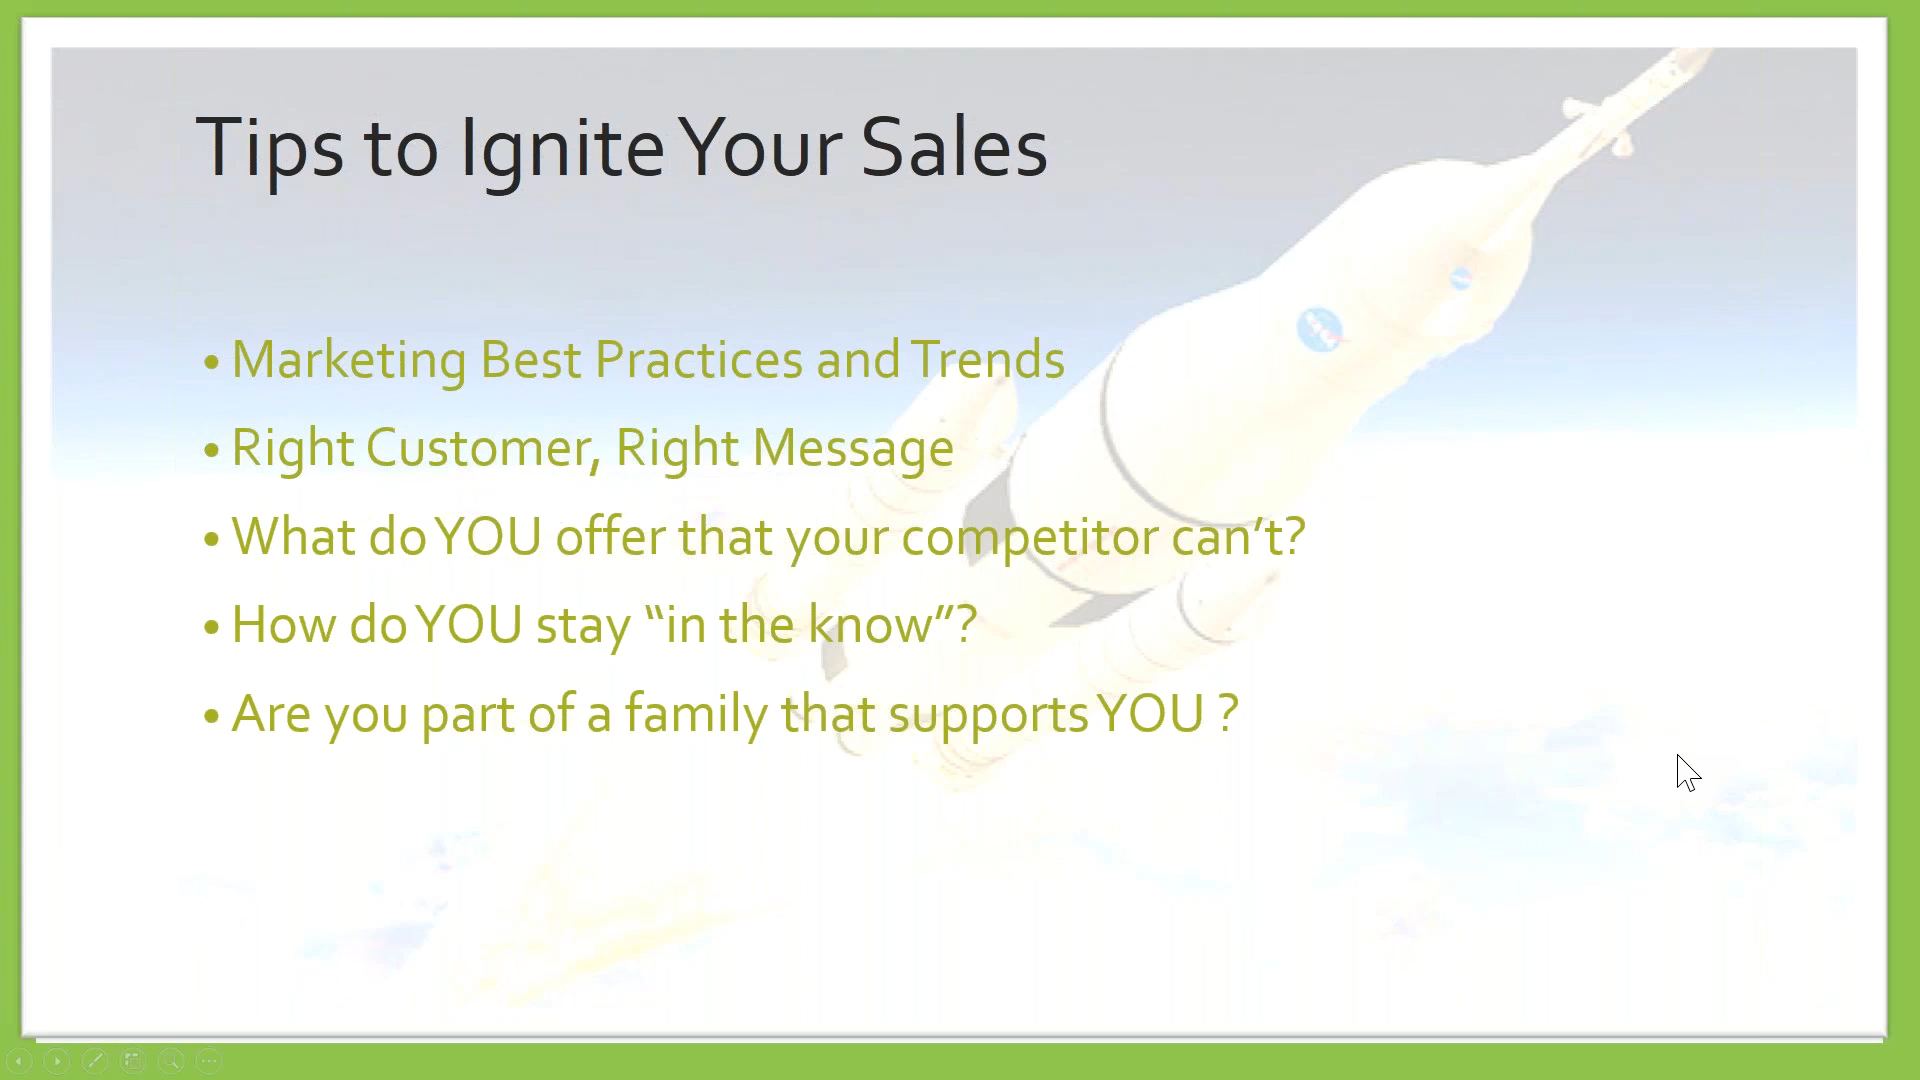 Tips to Ignite Your Sales
• Marketing Best Practices and Trends
• Right Customer, Right Message
• What do YOU offer that your competitor can’t?
• How do YOU stay “in the know”?
• Are you part of a family that supports YOU ?